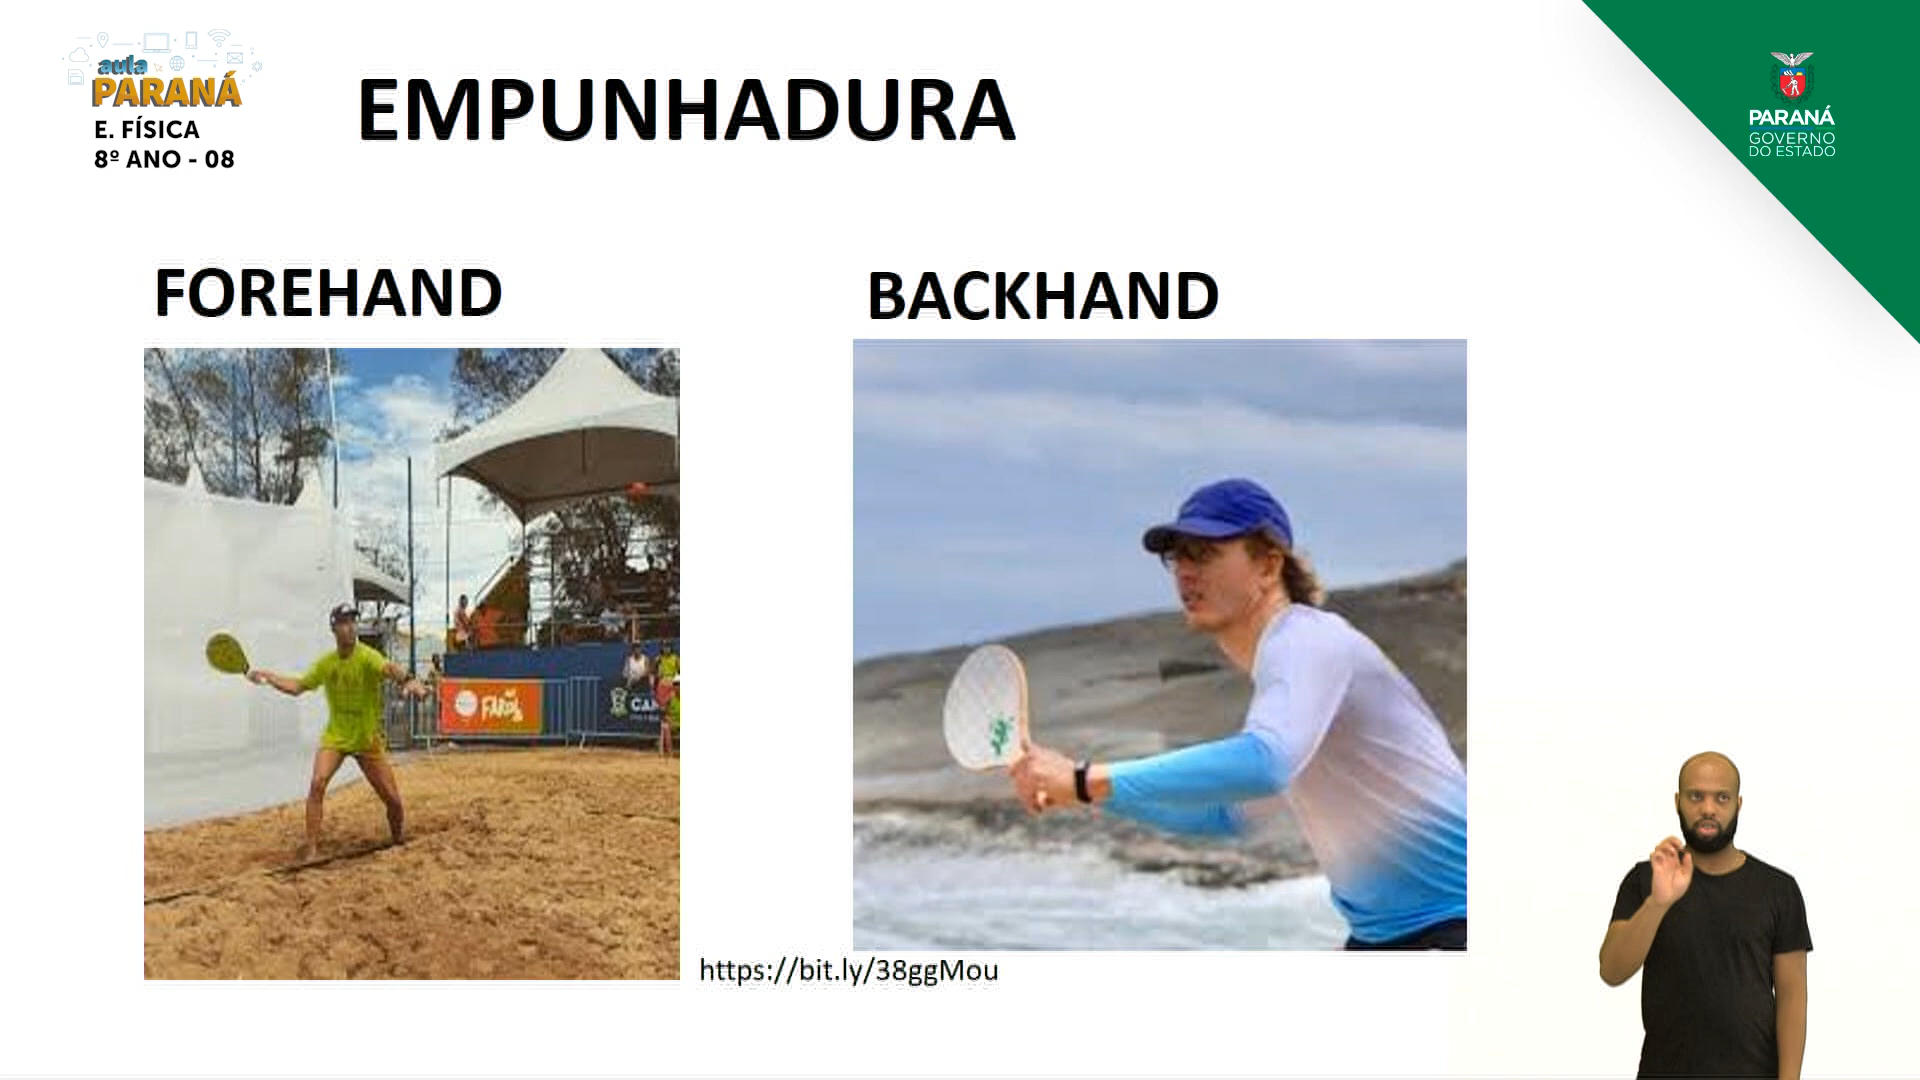 aula
PARANÁ
E. FÍSICA
8º ANO - 08
EMPUNHADURA
PARANÁ
GOVERNO
DO ESTADO
FOREHAND
BACKHAND
https://bit.ly/38ggMou